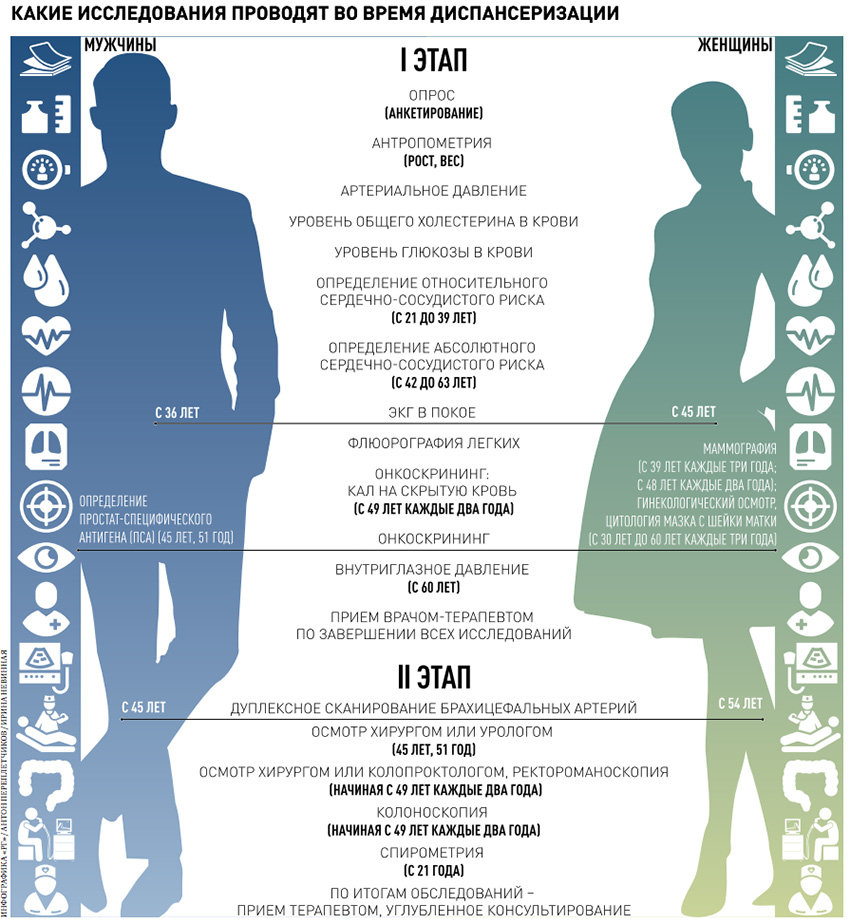 КАКИЕ ИССЛЕДОВАНИЯ ПРОВОДЯТ ВО ВРЕМЯ ДИСПАНСЕРИЗАЦИИ
МУЖЧИНЫ
ЖЕНЩИНЫ
I ЭТАП
ОПРОС
(АНКЕТИРОВАНИЕ)
АНТРОПОМЕТРИЯ
(РОСТ, ВЕС)
АРТЕРИАЛЬНОЕ ДАВЛЕНИЕ
УРОВЕНЬ ОБЩЕГО ХОЛЕСТЕРИНА В КРОВИ
УРОВЕНЬ ГЛЮКОЗЫ В КРОВИ
ОПРЕДЕЛЕНИЕ ОТНОСИТЕЛЬНОГО
СЕРДЕЧНО-СОСУДИСТОГО РИСКА
(С 21 ДО 39 ЛЕТ)
ОПРЕДЕЛЕНИЕ АБСОЛЮТНОГО
СЕРДЕЧНО-СОСУДИСТОГО РИСКА
(С 42 ДО 63 ЛЕТ)
С 36 ЛЕТ
ЭКГ В ПОКОЕ
С 45 ЛЕТ
ФЛЮОРОГРАФИЯ ЛЕГКИХ
ОНКОСКРИНИНГ:
КАЛ НА СКРЫТУЮ КРОВЬ
(С 49 ЛЕТ КАЖДЫЕ ДВА ГОДА)
ОПРЕДЕЛЕНИЕ
ПРОСТАТ-СПЕЦИФИЧЕСКОГО
АНТИГЕНА (ПСА) (45 ЛЕТ, 51 ГОД)
ОНКОСКРИНИНГ
МАММОГРАФИЯ
(С 39 ЛЕТ КАЖДЫЕ ТРИ ГОДА;
С 48 ЛЕТ КАЖДЫЕ ДВА ГОДА);
ГИНЕКОЛОГИЧЕСКИЙ ОСМОТР,
ЦИТОЛОГИЯ МАЗКА С ШЕЙКИ МАТКИ
(С 30 ЛЕТ ДО 60 ЛЕТ КАЖДЫЕ ТРИ ГОДА)
ВНУТРИГЛАЗНОЕ ДАВЛЕНИЕ
(С 60 ЛЕТ)
ПРИЕМ ВРАЧОМ-ТЕРАПЕВТОМ
ПО ЗАВЕРШЕНИИ ВСЕХ ИССЛЕДОВАНИЙ
II ЭТАП
С 45 ЛЕТ
ДУПЛЕКСНОЕ СКАНИРОВАНИЕ БРАХИЦЕФАЛЬНЫХ АРТЕРИЙ
С 54 ЛЕТ
ОСМОТР ХИРУРГОМ ИЛИ УРОЛОГОМ
(45 ЛЕТ, 51 ГОД)
ОСМОТР ХИРУРГОМ ИЛИ КОЛОПРОКТОЛОГОМ, РЕКТОРОМАНОСКОПИЯ
(НАЧИНАЯ С 49 ЛЕТ КАЖДЫЕ ДВА ГОДА)
КОЛОНОСКОПИЯ
(НАЧИНАЯ С 49 ЛЕТ КАЖДЫЕ ДВА ГОДА)
СПИРОМЕТРИЯ
(С 21 ГОДА)
ПО ИТОГАМ ОБСЛЕДОВАНИЙ –
ПРИЕМ ТЕРАПЕВТОМ, УГЛУБЛЕННОЕ КОНСУЛЬТИРОВАНИЕ
ИНФОГРАФИКА «РГ» / АНТОН ПЕРЕПЛЕТЧИКОВ / ИРИНА НЕВИННАЯ